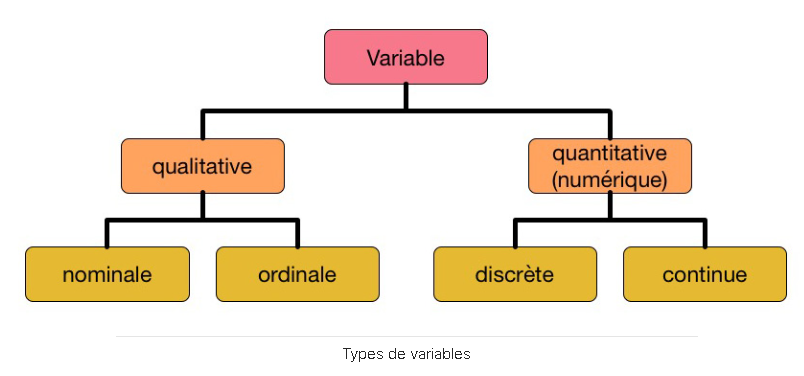 Variable
qualitative
quantitative
(numérique)
nominale
ordinale
discrète
continue
Types de variables